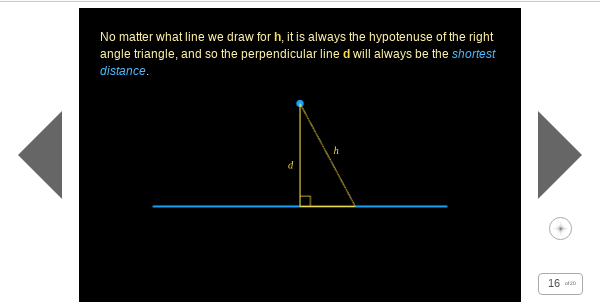 No matter what line we draw for h, it is always the hypotenuse of the right
angle triangle, and so the perpendicular line d will always be the shortest
distance.
h
d
16 of 20